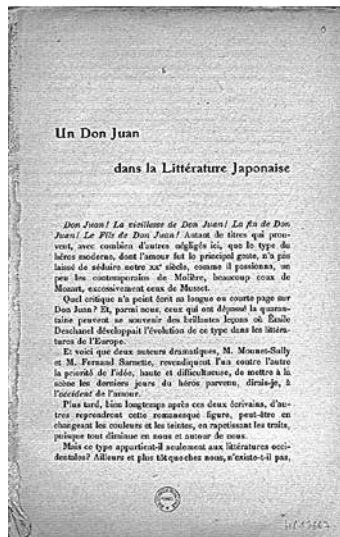 Un Don Juan
dans la Littérature Japonaise
Don Juan! La vieillesse de Don Juan! La fin de Don
Juan! Le Fils de Don Juan! Autant de titres qui prou-
vent, avec combien d'autres négligés ici, que le type du
héros moderne, dont l'amour fut le principal geste, n'a pas
laissé de séduire notre XXe siècle, comme il passionna, un
peu les contemporains de Molière, beaucoup ceux de
Mozart, excessivement ceux de Musset.
Quel critique n'a point écrit sa longue ou courte page sur
Don Juan? Et, parmi nous, ceux qui ont dépassé la quaran-
taine peuvent se souvenir des brillantes leçons où Émile
Deschanel développait l'évolution de ce type dans les littéra-
tures de l'Europe.
Et voici que deux auteurs dramatiques, M. Mounet-Sully
et M. Fernand Sarnette, revendiquent l'un contre l'autre
la priorité de l'idée, haute et difficultueuse, de mettre à la
scène les derniers jours du héros parvenu, dirais-je, à
l'occident de l'amour.
Plus tard, bien longtemps après ces deux écrivains, d'au-
tres reprendront cette romanesque figure, peut-être en
changeant les couleurs et les teintes, en rapetissant les traits,
puisque tout diminue en nous et autour de nous.
Mais ce type appartient-il seulement aux littératures occi-
dentales? Ailleurs et plus tôt que chez nous, n'existe-t-il pas,